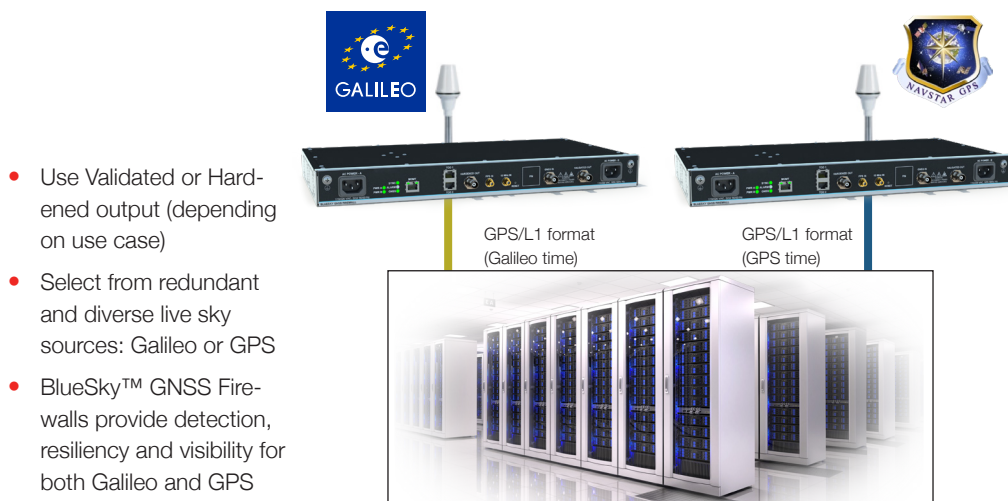 GALILEO
NAVSTAR GPS
• Use Validated or Hard-
ened output (depending
on use case)
• Select from redundant
and diverse live sky
sources: Galileo or GPS
• BlueSky™ GNSS Fire-
walls provide detection,
resiliency and visibility for
both Galileo and GPS
GPS/L1 format
(Galileo time)
GPS/L1 format
(GPS time)